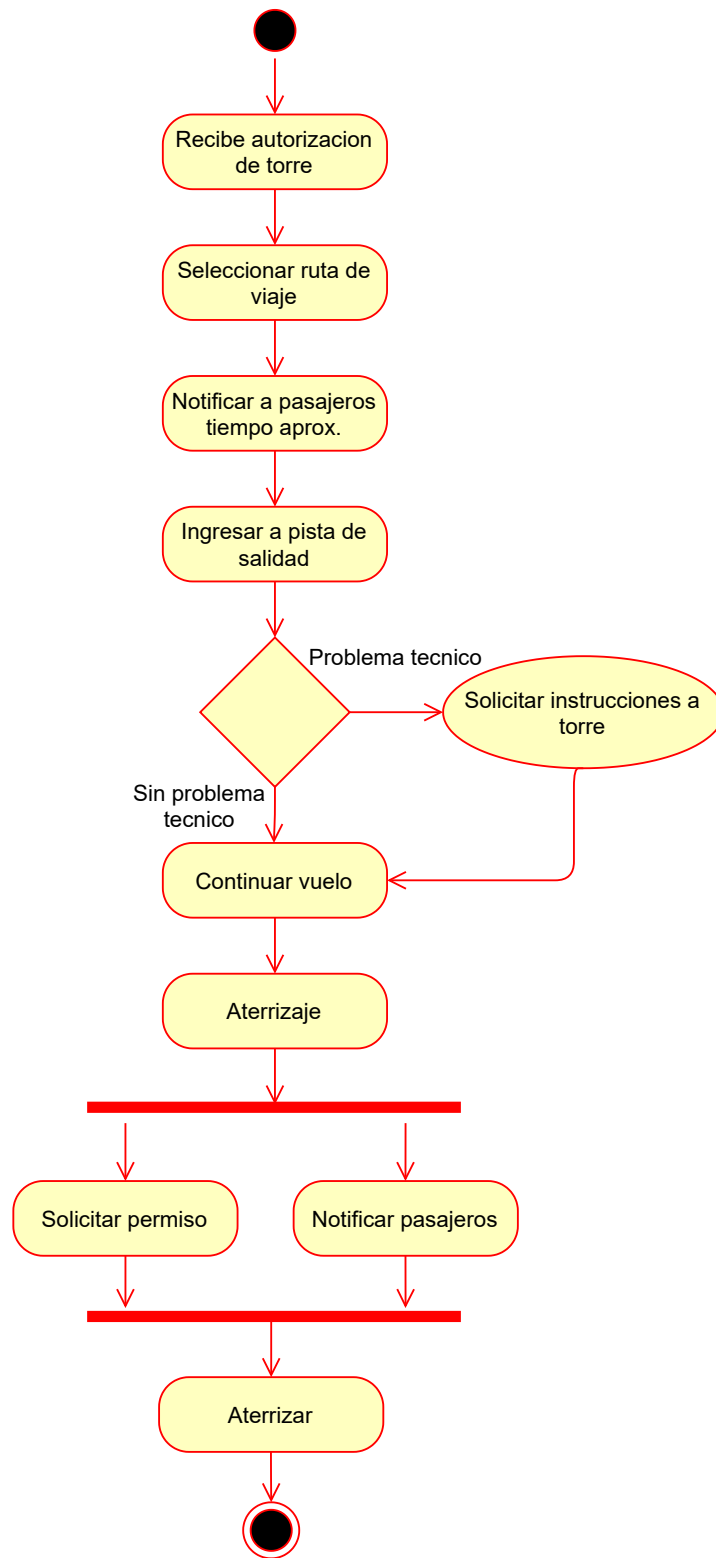 Recibe autorizacion
de torre
Seleccionar ruta de
viaje
Notificar a pasajeros
tiempo aprox.
Ingresar a pista de
salidad
Problema tecnico
Solicitar instrucciones a
torre
Sin problema
tecnico
Continuar vuelo
Aterrizaje
Solicitar permiso
Notificar pasajeros
Aterrizar